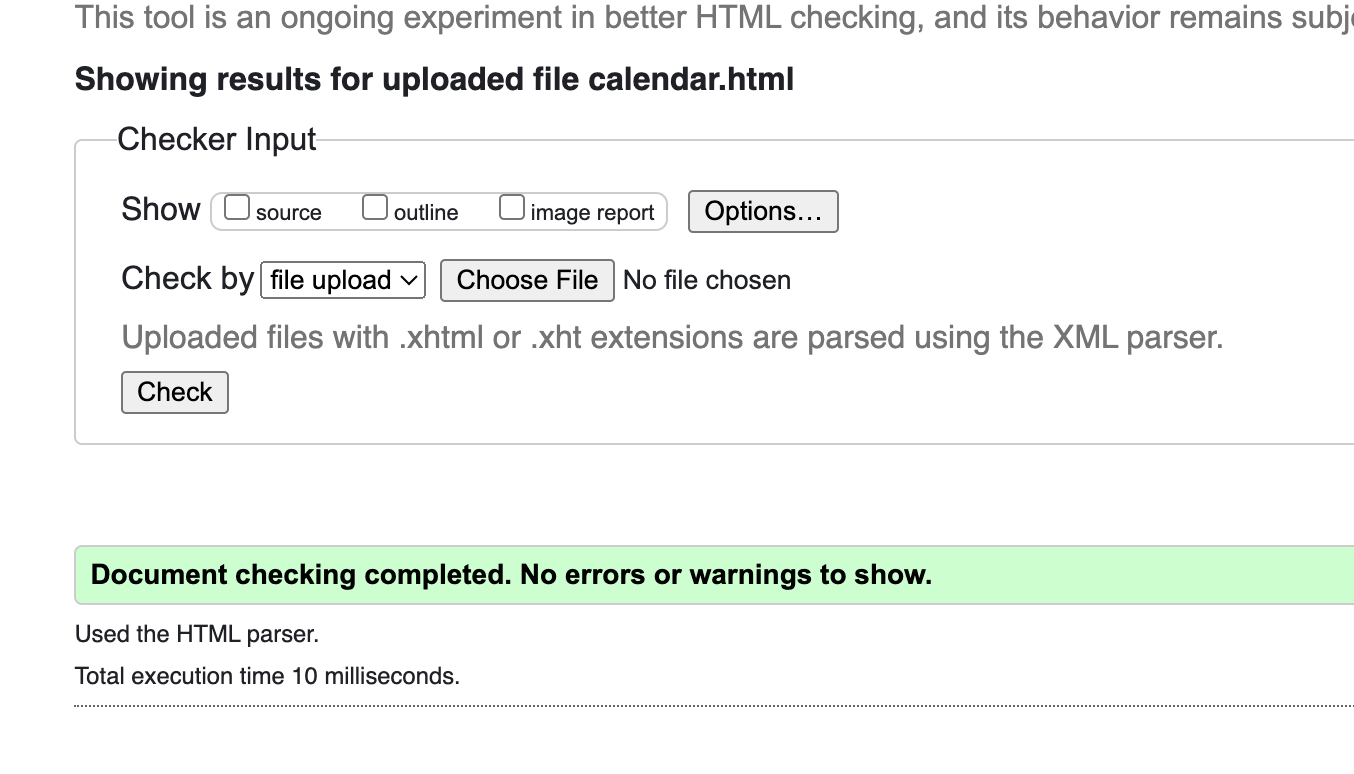 This tool is an ongoing experiment in better HTML checking, and its behavior remains
Showing results for uploaded file calendar.html
Checker Input
Show source outline image report Options…
Check by file upload Choose File No file chosen
Uploaded files with .xhtml or .xht extensions are parsed using the XML parser.
Check
Document checking completed. No errors or warnings to show.
Used the HTML parser.
Total execution time 10 milliseconds.